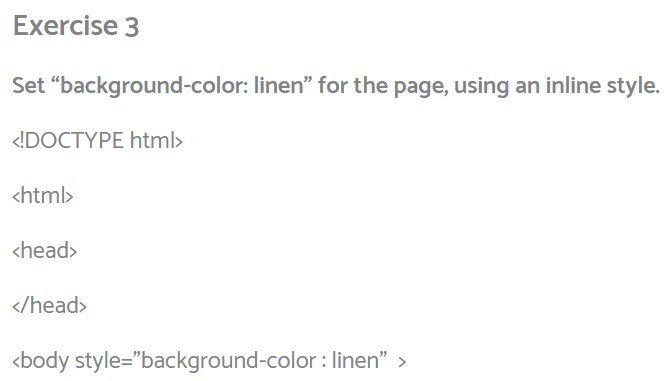 Exercise 3
Set “background-color: linen” for the page, using an inline style.
<!DOCTYPE html>
<html>
<head>
</head>
<body style=”background-color : linen”  >